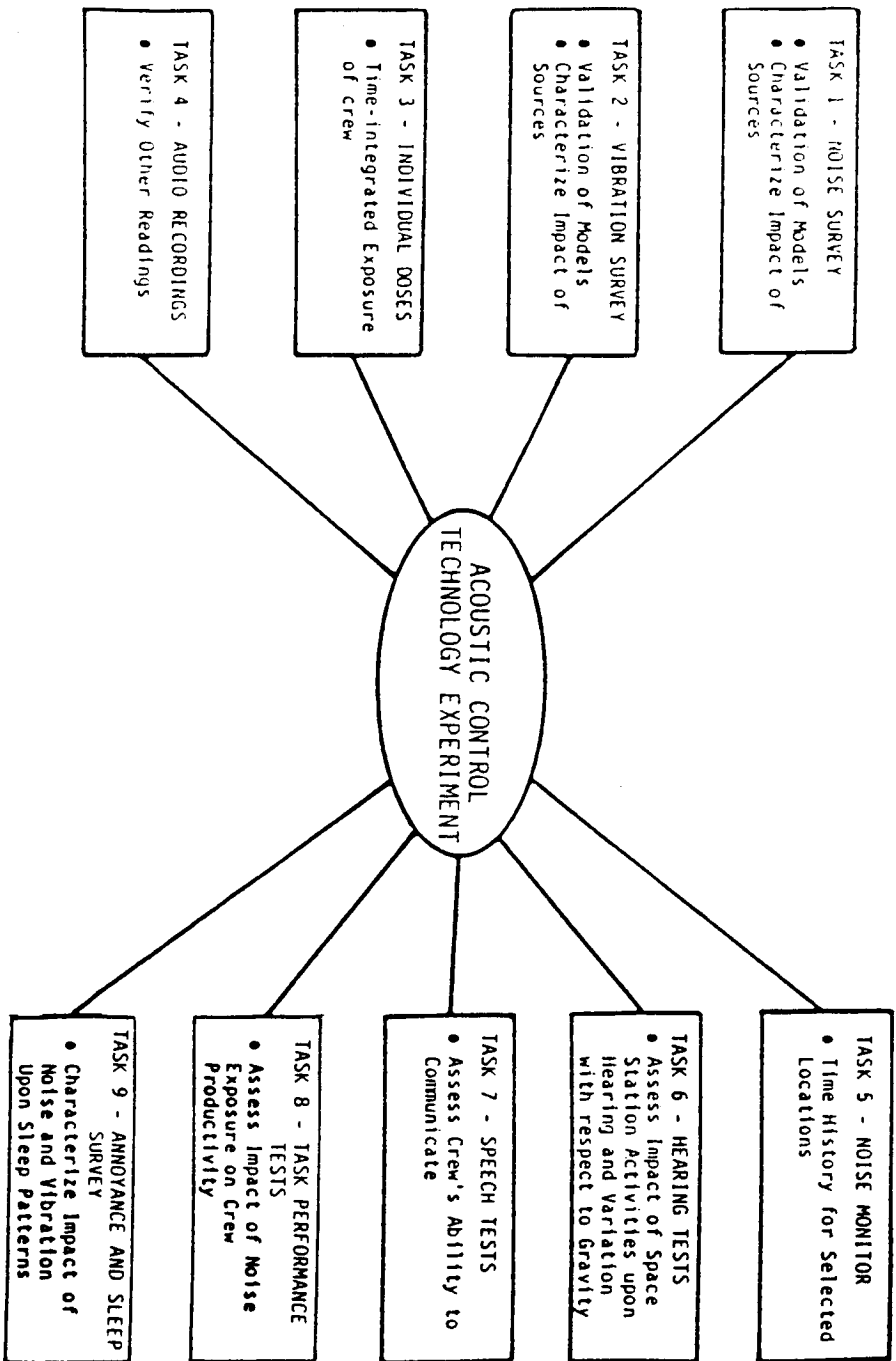 TASK 1 - NOISE SURVEY
● Validation of Models
● Characterize Impact of
Sources
TASK 2 - VIBRATION SURVEY
● Validation of Models
● Characterize Impact of
Sources
TASK 3 - INDIVIDUAL DOSES
● Time-integrated Exposure
of crew
TASK 4 - AUDIO RECORDINGS
● Verify Other Readings
ACOUSTIC CONTROL
TECHNOLOGY EXPERIMENT
TASK 5 - NOISE MONITOR
● Time History for Selected
Locations
TASK 6 - HEARING TESTS
● Assess Impact of Space
Station Activities upon
Hearing and Variation
with respect to Gravity
TASK 7 - SPEECH TESTS
● Assess Crew's Ability to
Communicate
TASK 8 - TASK PERFORMANCE
TESTS
● Assess Impact of Noise
Exposure on Crew
Productivity
TASK 9 - ANNOYANCE AND SLEEP
SURVEY
● Characterize Impact of
Noise and Vibration
Upon Sleep Patterns